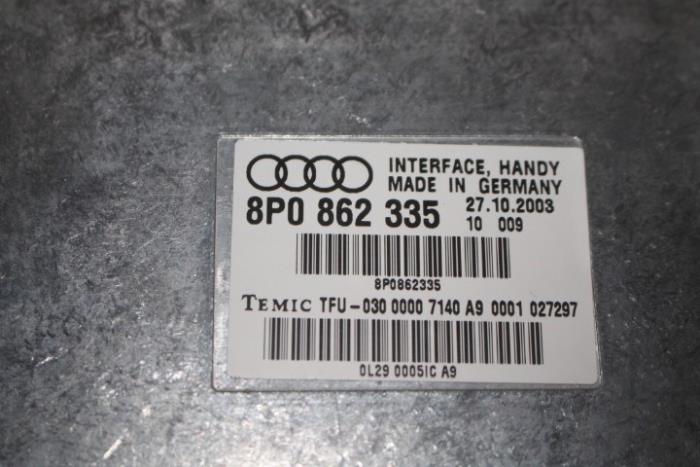 INTERFACE, HANDY
MADE IN GERMANY
8P0 862 335 27.10.2003
10 009
8P0862335
TEMIC TFU-030 0000 7140 A9 0001 027297
0L29 00051C A9